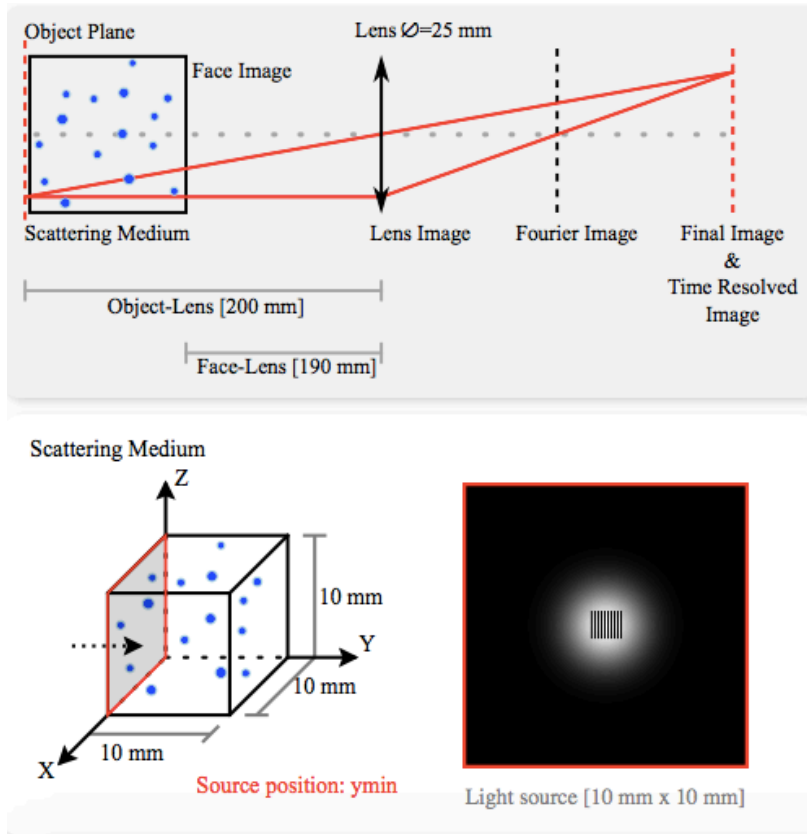 Object Plane
Lens ∅=25 mm
Face Image
Scattering Medium
Lens Image
Fourier Image
Final Image
&
Time Resolved
Image
Object-Lens [200 mm]
Face-Lens [190 mm]
Scattering Medium
Z
10 mm
Y
10 mm
10 mm
X
Source position: ymin
Light source [10 mm x 10 mm]